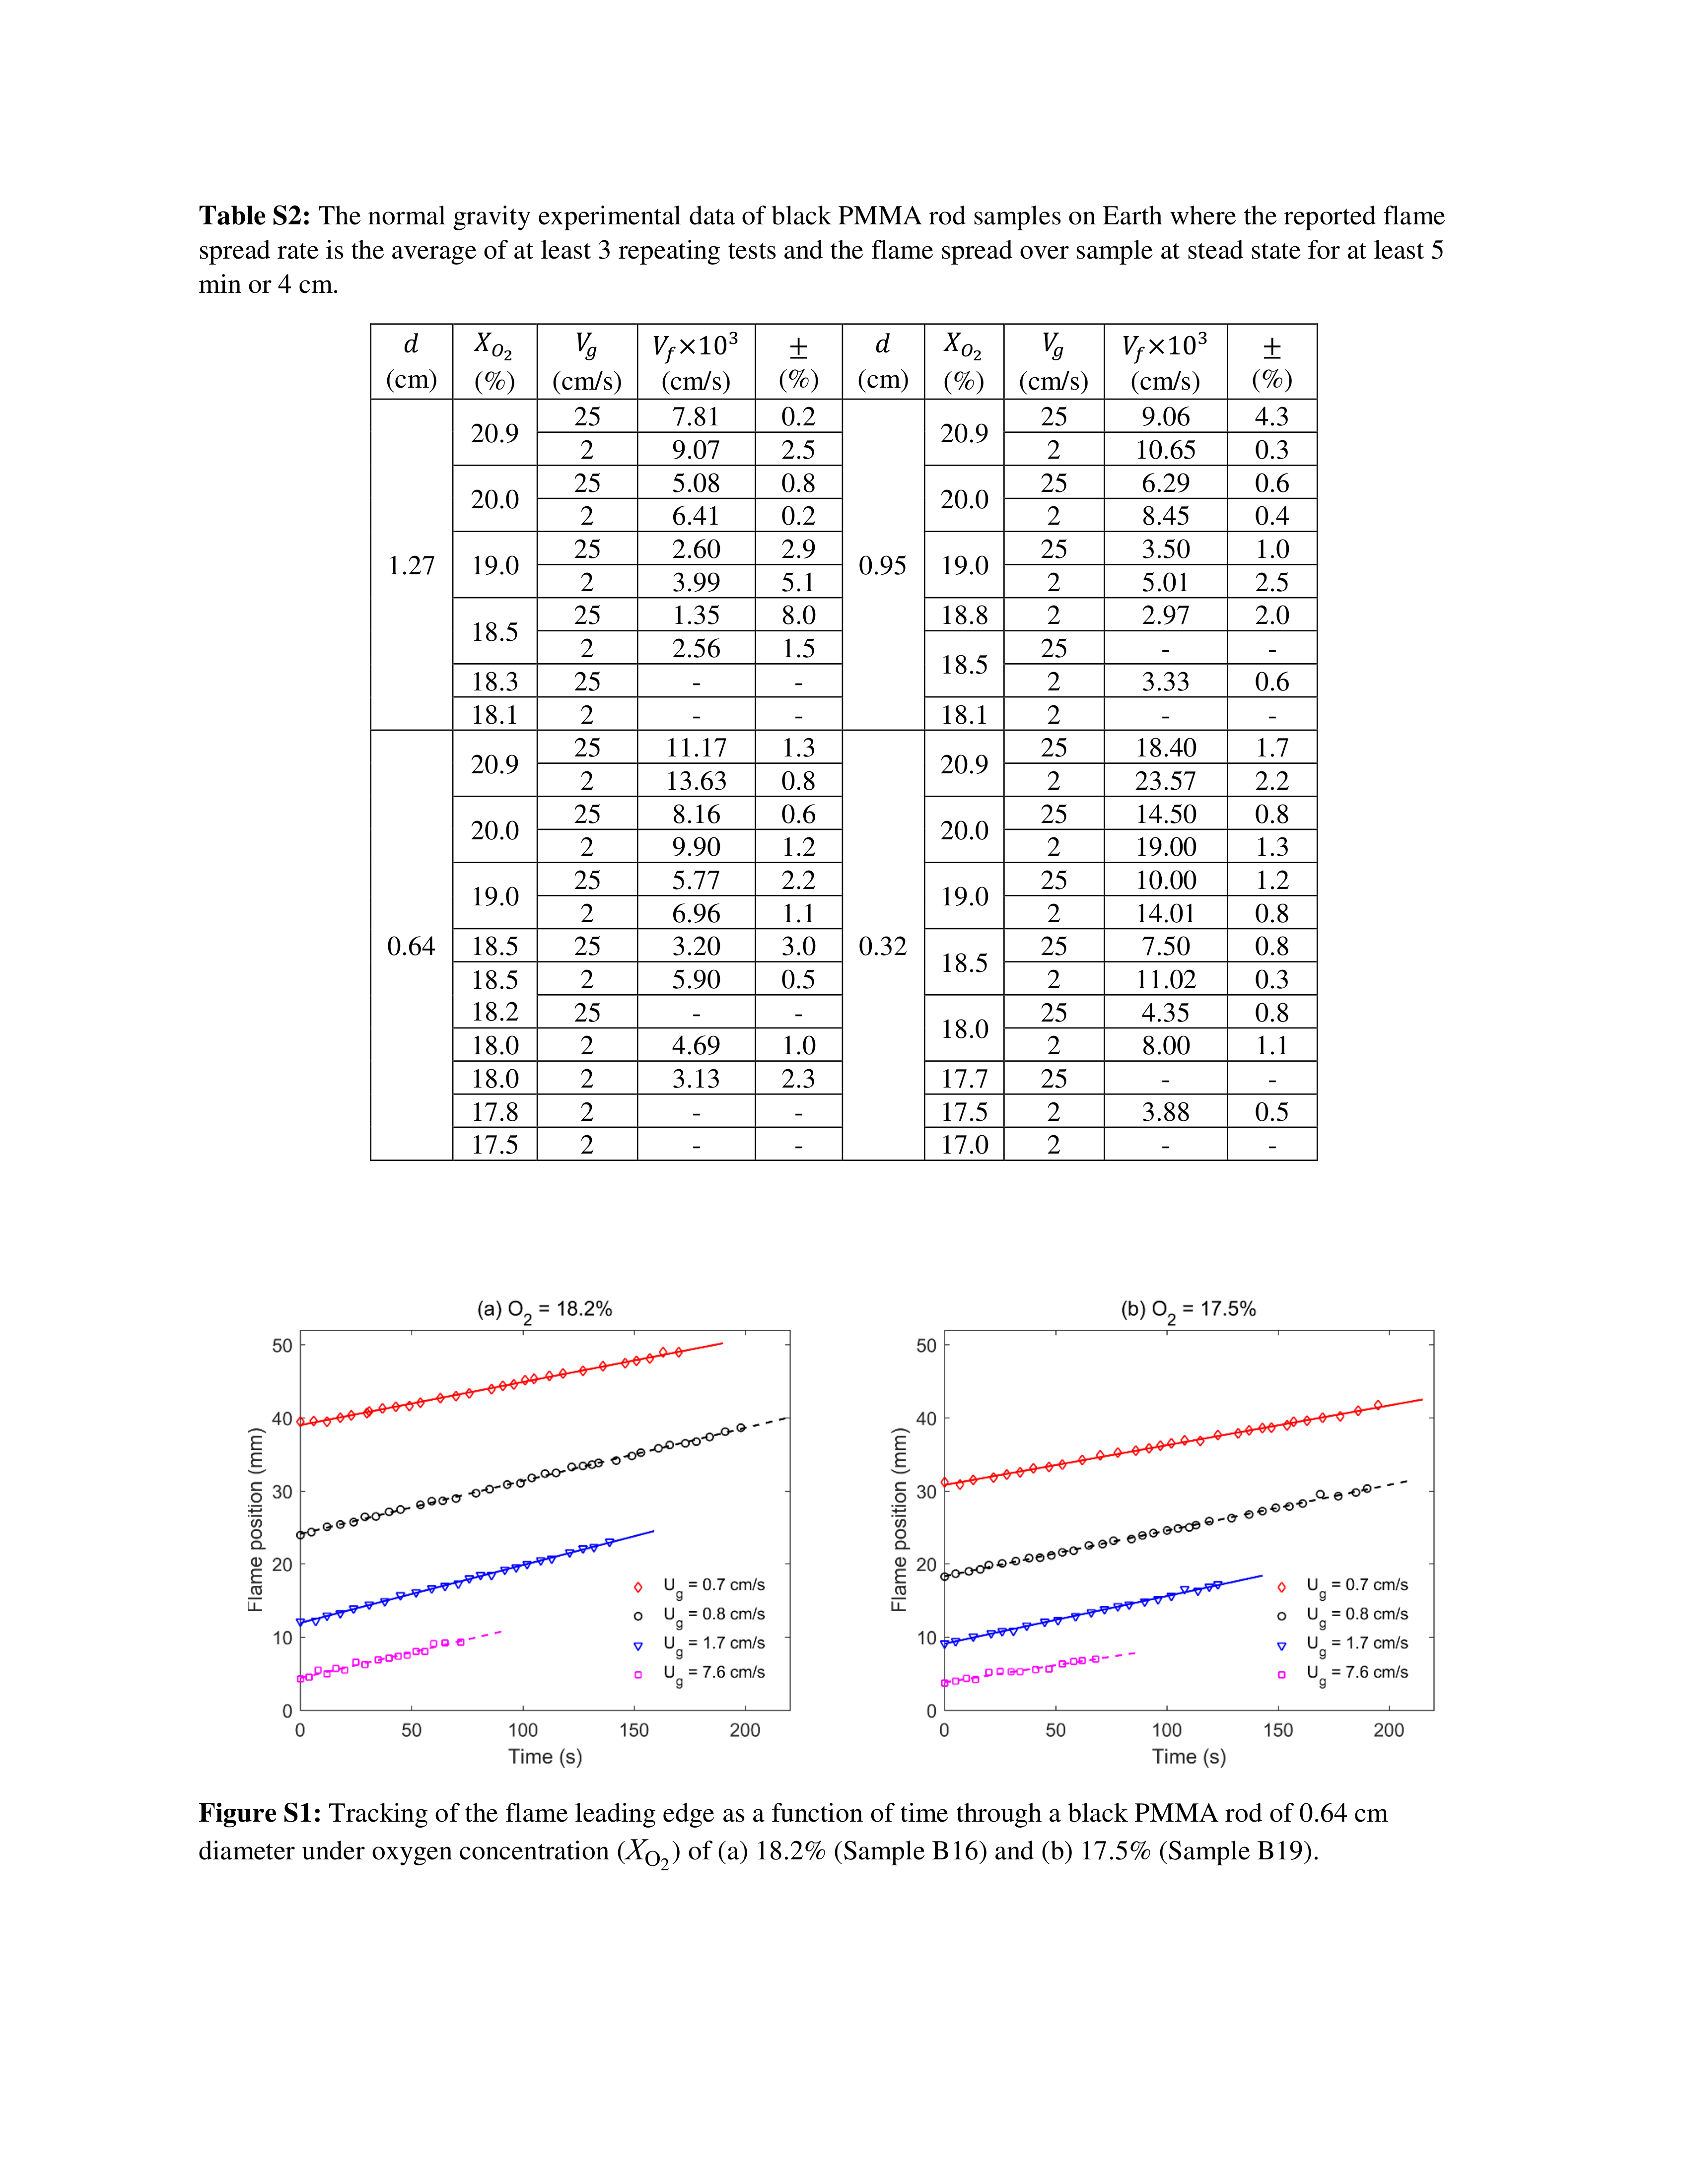 Table S2: The normal gravity experimental data of black PMMA rod samples on Earth where the reported flame
spread rate is the average of at least 3 repeating tests and the flame spread over sample at stead state for at least 5
min or 4 cm.
d X_O2 V_g V_f×10³ ± d X_O2 V_g V_f×10³ ±
(cm) (%) (cm/s) (cm/s) (%) (cm) (%) (cm/s) (cm/s) (%)
1.27 20.9 25 7.81 0.2 0.95 20.9 25 9.06 4.3
2 9.07 2.5 2 10.65 0.3
20.0 25 5.08 0.8 20.0 25 6.29 0.6
2 6.41 0.2 2 8.45 0.4
19.0 25 2.60 2.9 19.0 25 3.50 1.0
2 3.99 5.1 2 5.01 2.5
18.5 25 1.35 8.0 18.8 2 2.97 2.0
2 2.56 1.5 18.5 25 - -
18.3 25 - - 2 3.33 0.6
18.1 2 - - 18.1 2 - -
0.64 20.9 25 11.17 1.3 0.32 20.9 25 18.40 1.7
2 13.63 0.8 2 23.57 2.2
20.0 25 8.16 0.6 20.0 25 14.50 0.8
2 9.90 1.2 2 19.00 1.3
19.0 25 5.77 2.2 19.0 25 10.00 1.2
2 6.96 1.1 2 14.01 0.8
18.5 25 3.20 3.0 18.5 25 7.50 0.8
18.5 2 5.90 0.5 2 11.02 0.3
18.2 25 - - 18.0 25 4.35 0.8
18.0 2 4.69 1.0 2 8.00 1.1
18.0 2 3.13 2.3 17.7 25 - -
17.8 2 - - 17.5 2 3.88 0.5
17.5 2 - - 17.0 2 - -
(a) O2 = 18.2%
50
40
30
20
10
0
Flame position (mm)
U_g = 0.7 cm/s
U_g = 0.8 cm/s
U_g = 1.7 cm/s
U_g = 7.6 cm/s
0 50 100 150 200
Time (s)
(b) O2 = 17.5%
50
40
30
20
10
0
Flame position (mm)
U_g = 0.7 cm/s
U_g = 0.8 cm/s
U_g = 1.7 cm/s
U_g = 7.6 cm/s
0 50 100 150 200
Time (s)
Figure S1: Tracking of the flame leading edge as a function of time through a black PMMA rod of 0.64 cm
diameter under oxygen concentration (X_O2) of (a) 18.2% (Sample B16) and (b) 17.5% (Sample B19).